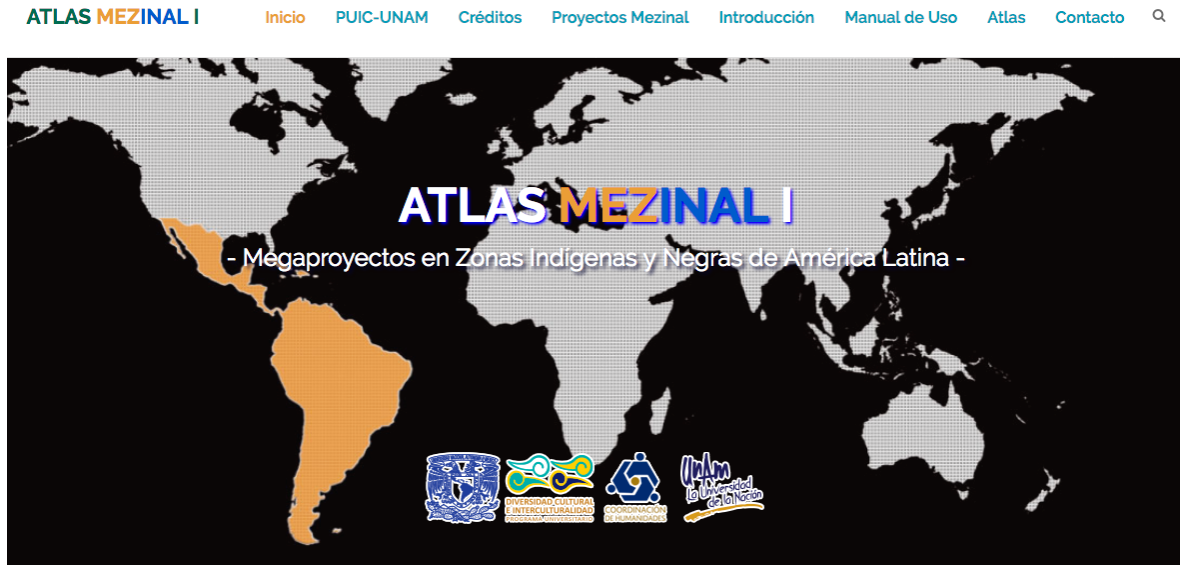 ATLAS MEZINAL I
Inicio PUIC-UNAM Créditos Proyectos Mezinal Introducción Manual de Uso Atlas Contacto
ATLAS MEZINAL I
- Megaproyectos en Zonas Indígenas y Negras de América Latina -
DIVERSIDAD CULTURAL
E INTERCULTURALIDAD
PROGRAMA UNIVERSITARIO
COORDINACIÓN
DE HUMANIDADES
UnAm
La Universidad
de la Nación